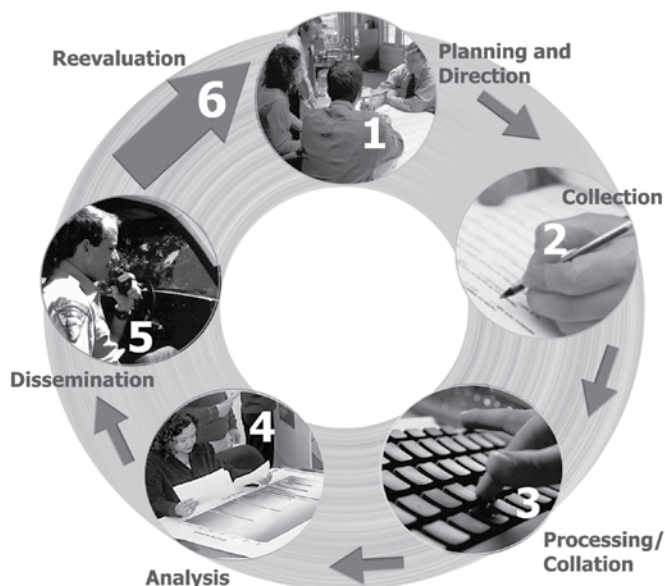 Planning and
Direction
1
Collection
2
3
Processing/
Collation
4
Analysis
5
Dissemination
Reevaluation
6